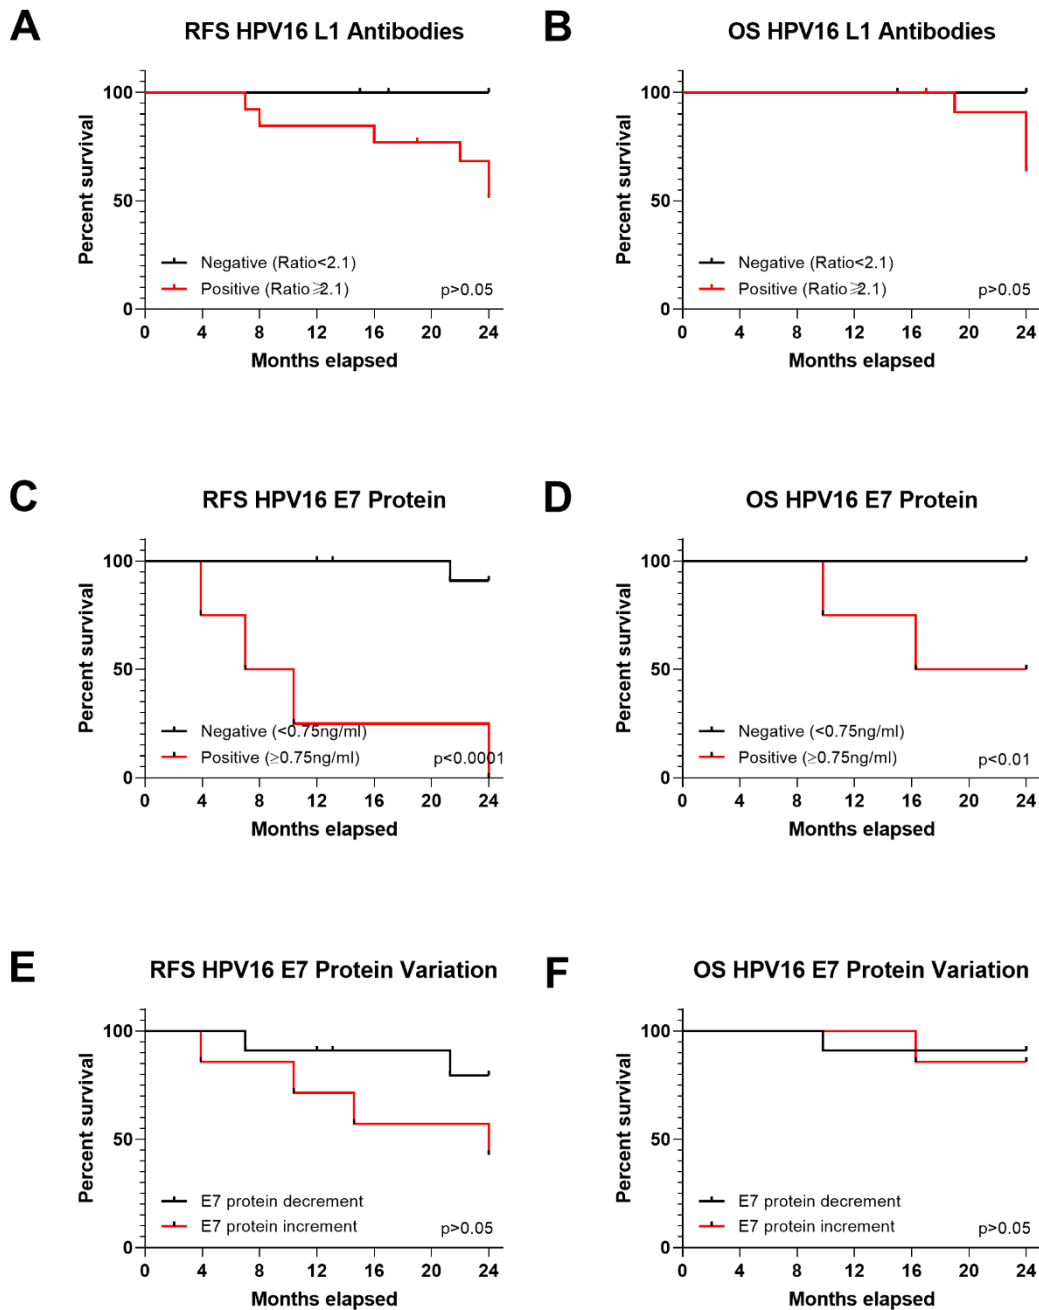 A
RFS HPV16 L1 Antibodies
Percent survival
100
50
0
Negative (Ratio<2.1)
Positive (Ratio⩾2.1)
p>0.05
0 4 8 12 16 20 24
Months elapsed
B
OS HPV16 L1 Antibodies
Percent survival
100
50
0
Negative (Ratio<2.1)
Positive (Ratio⩾2.1)
p>0.05
0 4 8 12 16 20 24
Months elapsed
C
RFS HPV16 E7 Protein
Percent survival
100
50
0
Negative (<0.75ng/ml)
Positive (≥0.75ng/ml)
p<0.0001
0 4 8 12 16 20 24
Months elapsed
D
OS HPV16 E7 Protein
Percent survival
100
50
0
Negative (<0.75ng/ml)
Positive (≥0.75ng/ml)
p<0.01
0 4 8 12 16 20 24
Months elapsed
E
RFS HPV16 E7 Protein Variation
Percent survival
100
50
0
E7 protein decrement
E7 protein increment
p>0.05
0 4 8 12 16 20 24
Months elapsed
F
OS HPV16 E7 Protein Variation
Percent survival
100
50
0
E7 protein decrement
E7 protein increment
p>0.05
0 4 8 12 16 20 24
Months elapsed